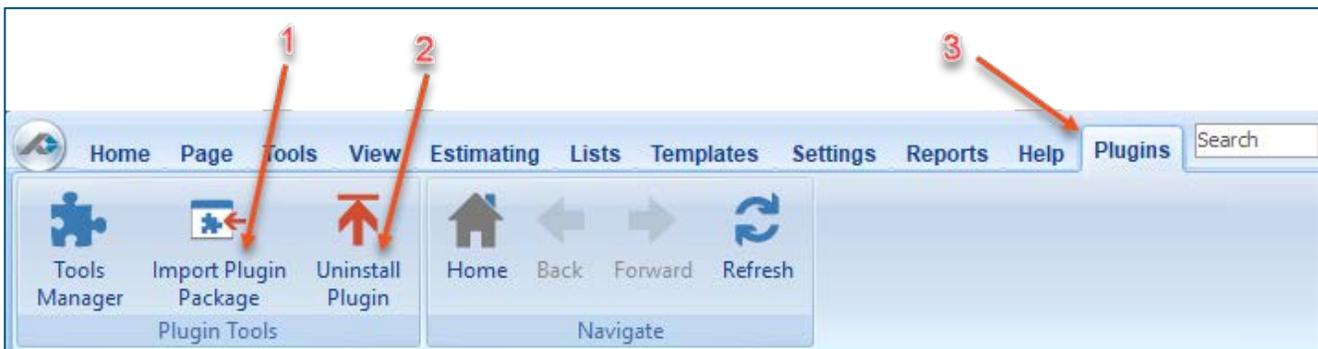 1 2 3
Home Page Tools View Estimating Lists Templates Settings Reports Help Plugins Search
Tools Manager
Import Plugin Package
Uninstall Plugin
Home Back Forward Refresh
Plugin Tools Navigate